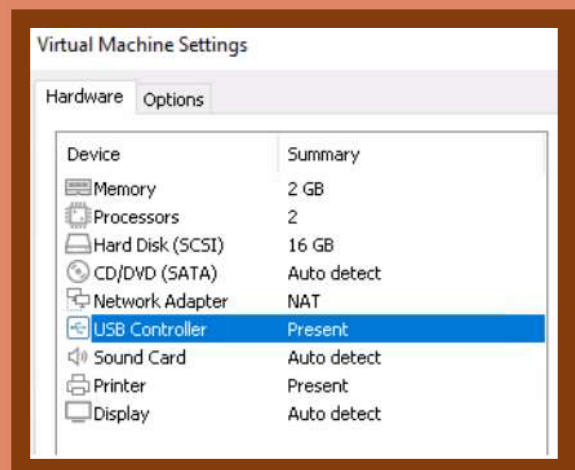 Virtual Machine Settings
Hardware Options
Device Summary
Memory 2 GB
Processors 2
Hard Disk (SCSI) 16 GB
CD/DVD (SATA) Auto detect
Network Adapter NAT
USB Controller Present
Sound Card Auto detect
Printer Present
Display Auto detect